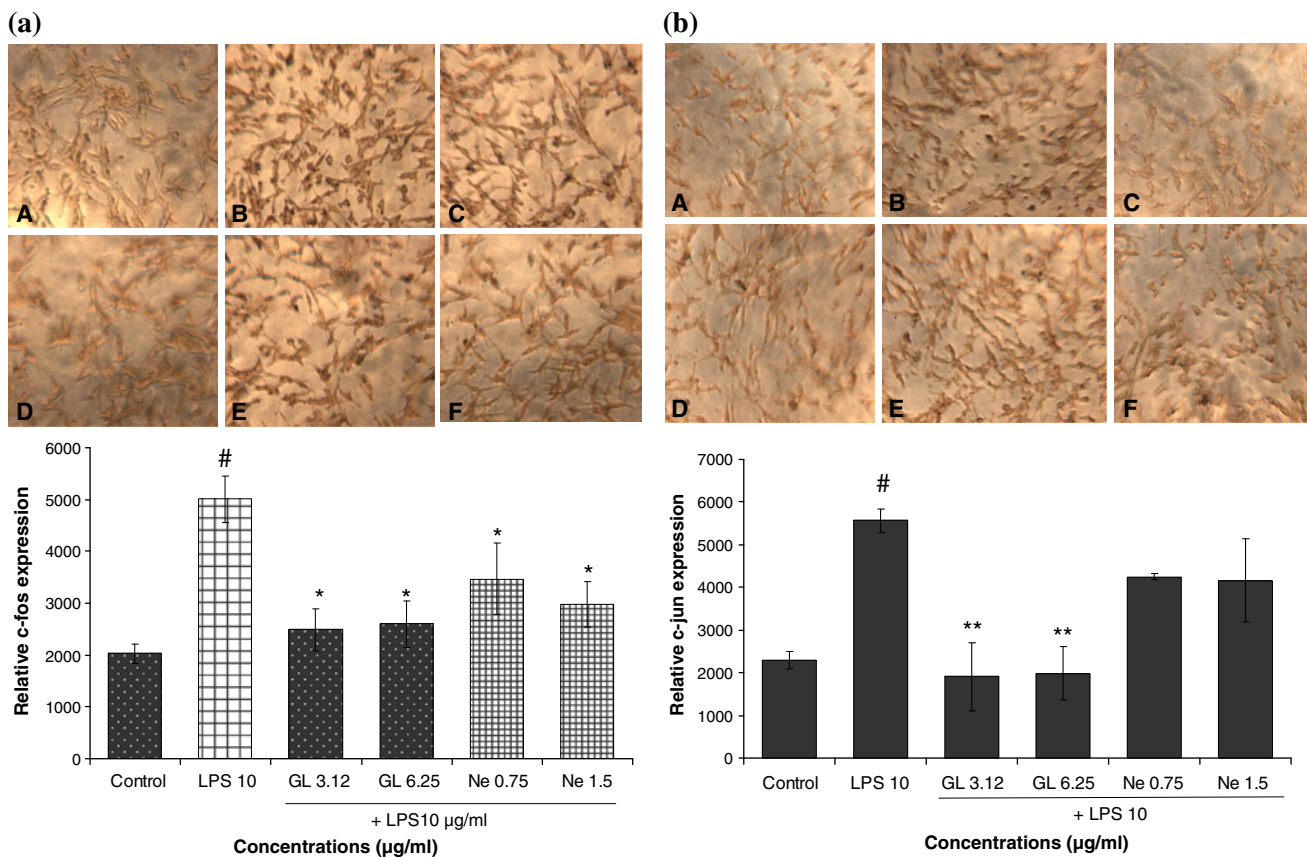 (a)
A
B
C
D
E
F
Relative c-fos expression
6000
5000
4000
3000
2000
1000
0
#
*
*
*
*
Control LPS 10 GL 3.12 GL 6.25 Ne 0.75 Ne 1.5
+ LPS10 µg/ml
Concentrations (µg/ml)
(b)
A
B
C
D
E
F
Relative c-jun expression
7000
6000
5000
4000
3000
2000
1000
0
#
**
**
Control LPS 10 GL 3.12 GL 6.25 Ne 0.75 Ne 1.5
+ LPS 10
Concentrations (µg/ml)